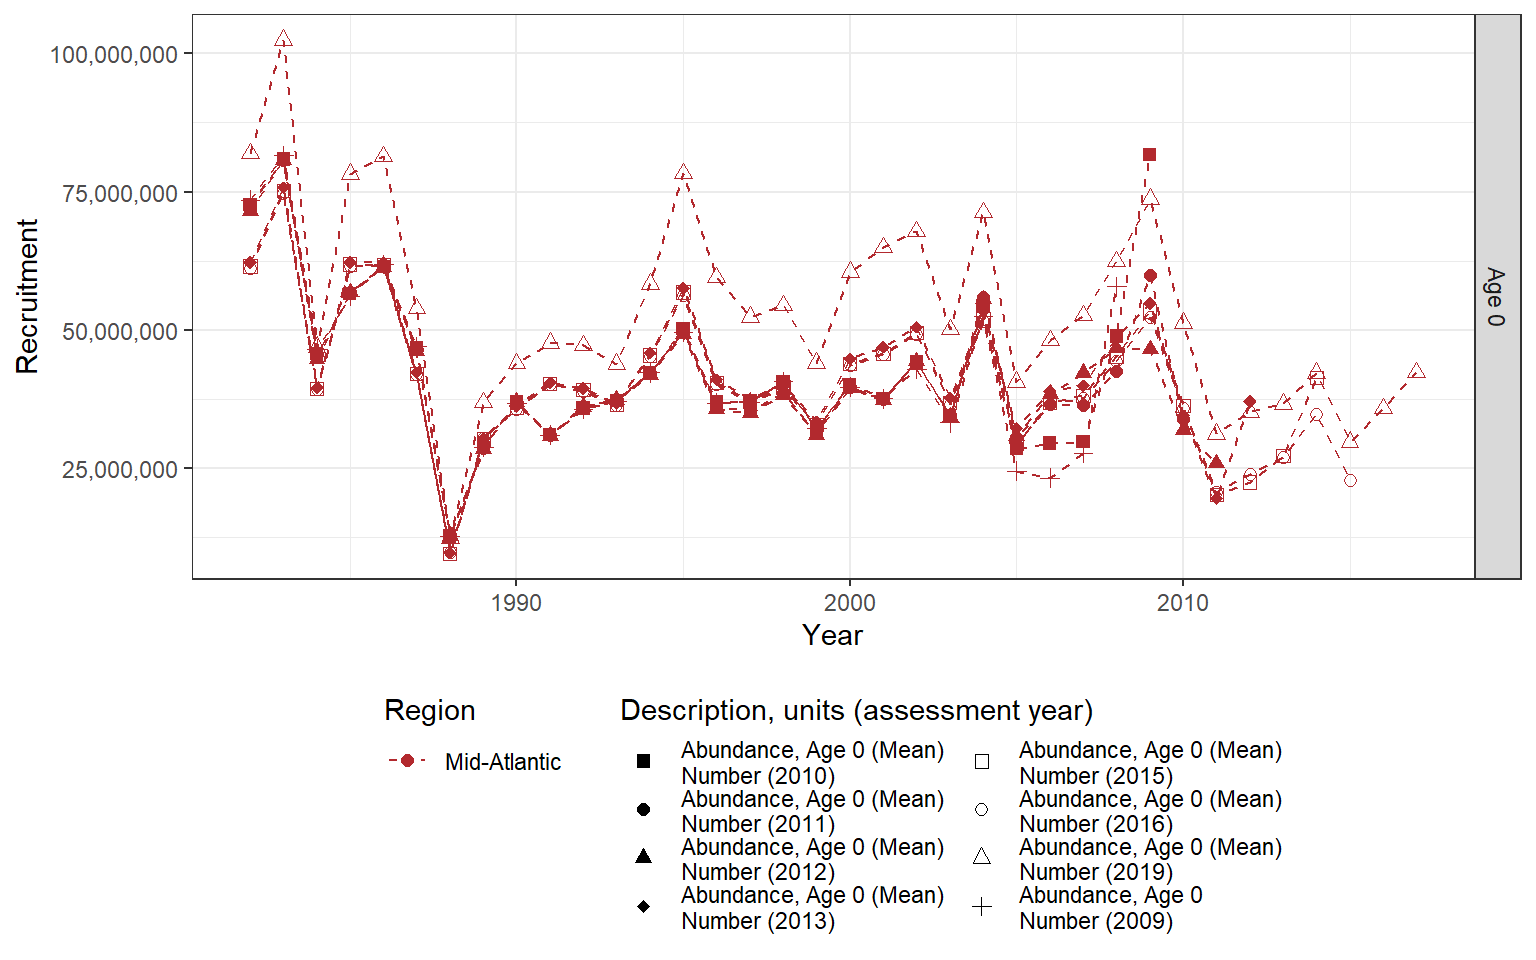 100,000,000
75,000,000
50,000,000
25,000,000
Recruitment
Age 0
1990
2000
2010
Year
Region
Mid-Atlantic
Description, units (assessment year)
Abundance, Age 0 (Mean)
Number (2010)
Abundance, Age 0 (Mean)
Number (2011)
Abundance, Age 0 (Mean)
Number (2012)
Abundance, Age 0 (Mean)
Number (2013)
Abundance, Age 0 (Mean)
Number (2015)
Abundance, Age 0 (Mean)
Number (2016)
Abundance, Age 0 (Mean)
Number (2019)
Abundance, Age 0
Number (2009)